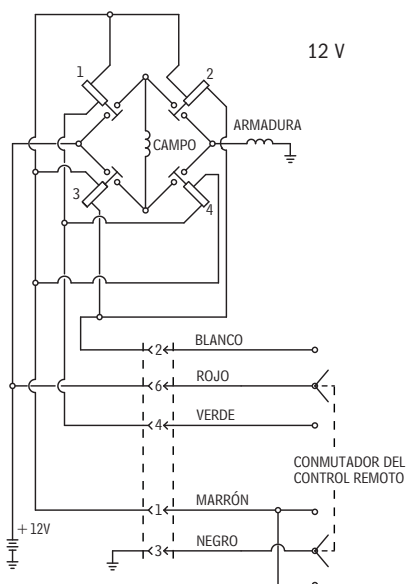 12 V
1
2
ARMADURA
CAMPO
3
4
2 BLANCO
6 ROJO
4 VERDE
CONMUTADOR DEL
CONTROL REMOTO
1 MARRÓN
+ 12V
3 NEGRO